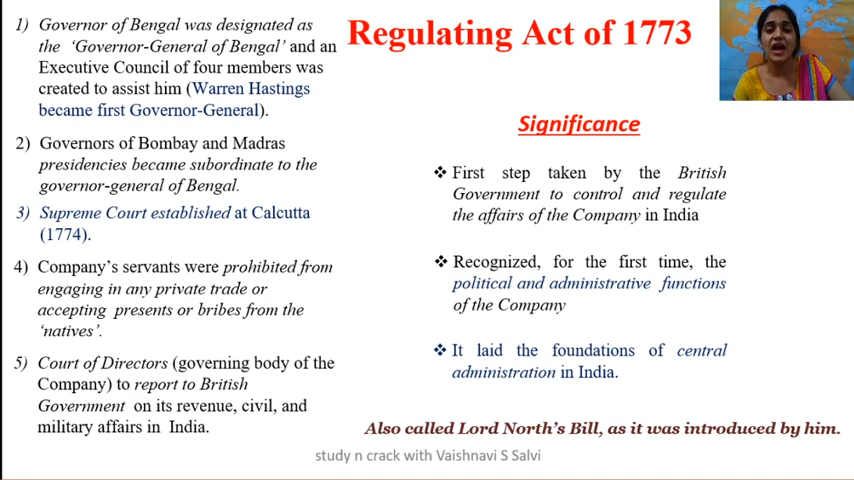 Regulating Act of 1773
1) Governor of Bengal was designated as
the ‘Governor-General of Bengal’ and an
Executive Council of four members was
created to assist him (Warren Hastings
became first Governor-General).
2) Governors of Bombay and Madras
presidencies became subordinate to the
governor-general of Bengal.
3) Supreme Court established at Calcutta
(1774).
4) Company’s servants were prohibited from
engaging in any private trade or
accepting presents or bribes from the
‘natives’.
5) Court of Directors (governing body of the
Company) to report to British
Government on its revenue, civil, and
military affairs in India.
Significance
❖ First step taken by the British
Government to control and regulate
the affairs of the Company in India
❖ Recognized, for the first time, the
political and administrative functions
of the Company
❖ It laid the foundations of central
administration in India.
Also called Lord North’s Bill, as it was introduced by him.
study n crack with Vaishnavi S Salvi